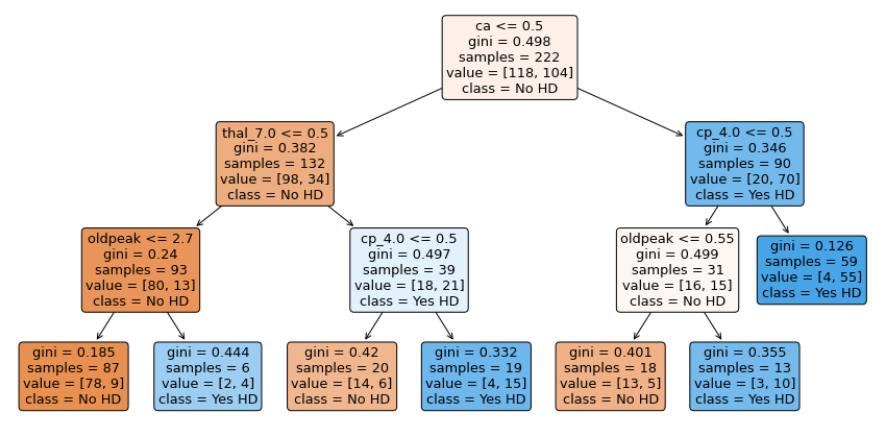 ca <= 0.5
gini = 0.498
samples = 222
value = [118, 104]
class = No HD
thal_7.0 <= 0.5
gini = 0.382
samples = 132
value = [98, 34]
class = No HD
cp_4.0 <= 0.5
gini = 0.346
samples = 90
value = [20, 70]
class = Yes HD
oldpeak <= 2.7
gini = 0.24
samples = 93
value = [80, 13]
class = No HD
cp_4.0 <= 0.5
gini = 0.497
samples = 39
value = [18, 21]
class = Yes HD
oldpeak <= 0.55
gini = 0.499
samples = 31
value = [16, 15]
class = No HD
gini = 0.126
samples = 59
value = [4, 55]
class = Yes HD
gini = 0.185
samples = 87
value = [78, 9]
class = No HD
gini = 0.444
samples = 6
value = [2, 4]
class = Yes HD
gini = 0.42
samples = 20
value = [14, 6]
class = No HD
gini = 0.332
samples = 19
value = [4, 15]
class = Yes HD
gini = 0.401
samples = 18
value = [13, 5]
class = No HD
gini = 0.355
samples = 13
value = [3, 10]
class = Yes HD